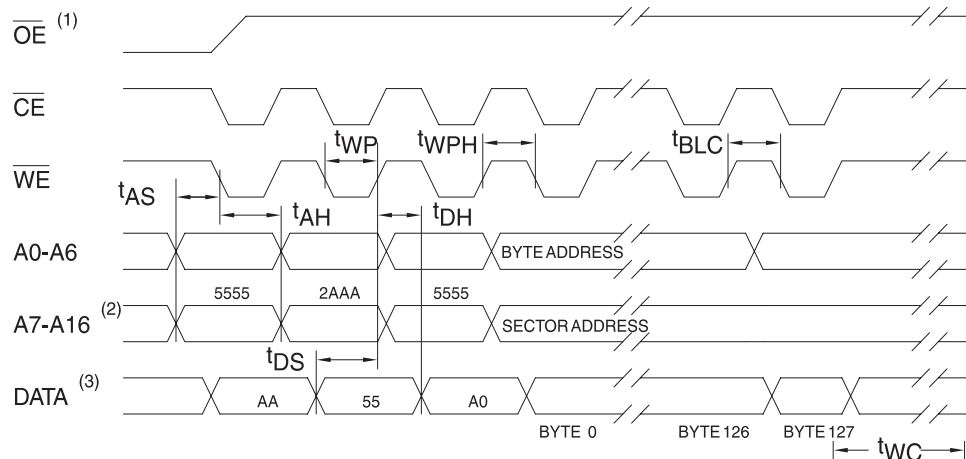 OE (1)
CE
tWP tWPH tBLC
WE
tAS
tAH tDH
A0-A6 BYTE ADDRESS
5555 2AAA 5555
A7-A16 (2) SECTOR ADDRESS
tDS
DATA (3) AA 55 A0
BYTE 0 BYTE 126 BYTE 127
tWC